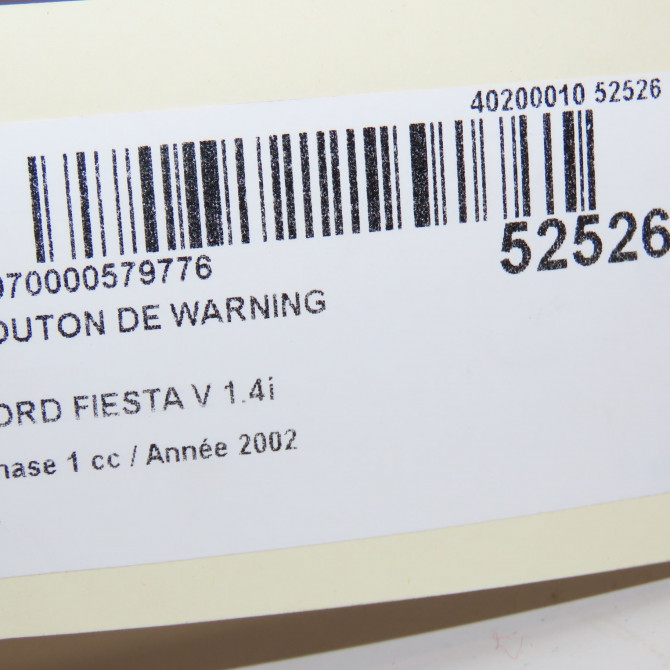 40200010 52526
070000579776
52526
OUTON DE WARNING
ORD FIESTA V 1.4i
hase 1 cc / Année 2002